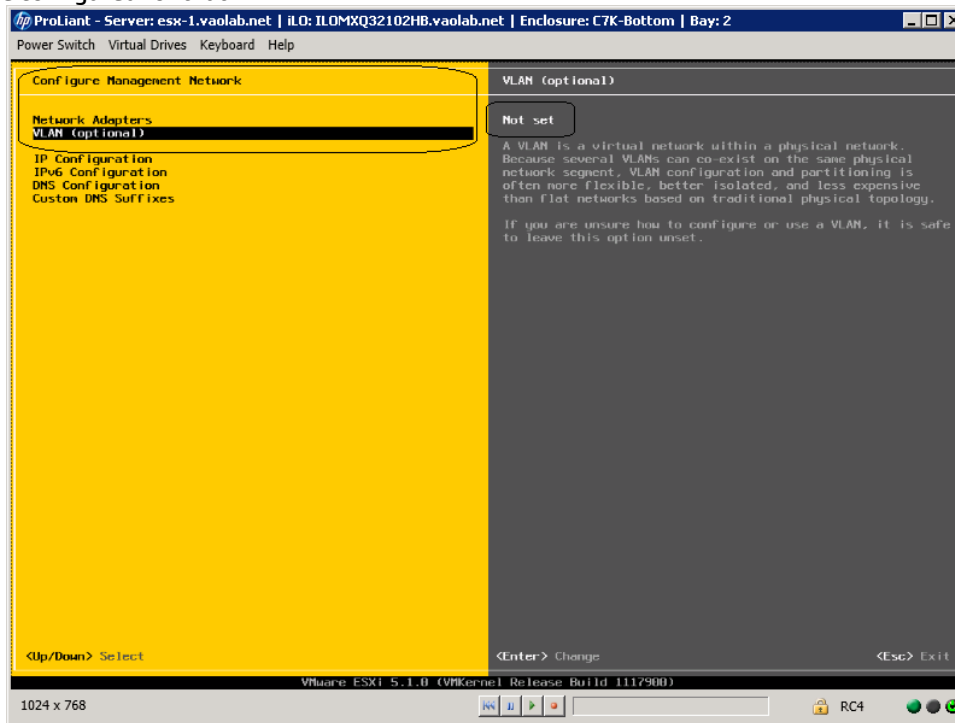 ProLiant - Server: esx-1.vaolab.net | iLO: ILOMXQ32102HB.vaolab.net | Enclosure: C7K-Bottom | Bay: 2
Power Switch Virtual Drives Keyboard Help
Configure Management Network
Network Adapters
VLAN (optional)
IP Configuration
IPv6 Configuration
DNS Configuration
Custom DNS Suffixes
VLAN (optional)
Not set
A VLAN is a virtual network within a physical network.
Because several VLANs can co-exist on the same physical
network segment, VLAN configuration and partitioning is
often more flexible, better isolated, and less expensive
than flat networks based on traditional physical topology.
If you are unsure how to configure or use a VLAN, it is safe
to leave this option unset.
<Up/Down> Select
<Enter> Change
<Esc> Exit
VMware ESXi 5.1.0 (VMKernel Release Build 1117900)
1024 x 768
RC4